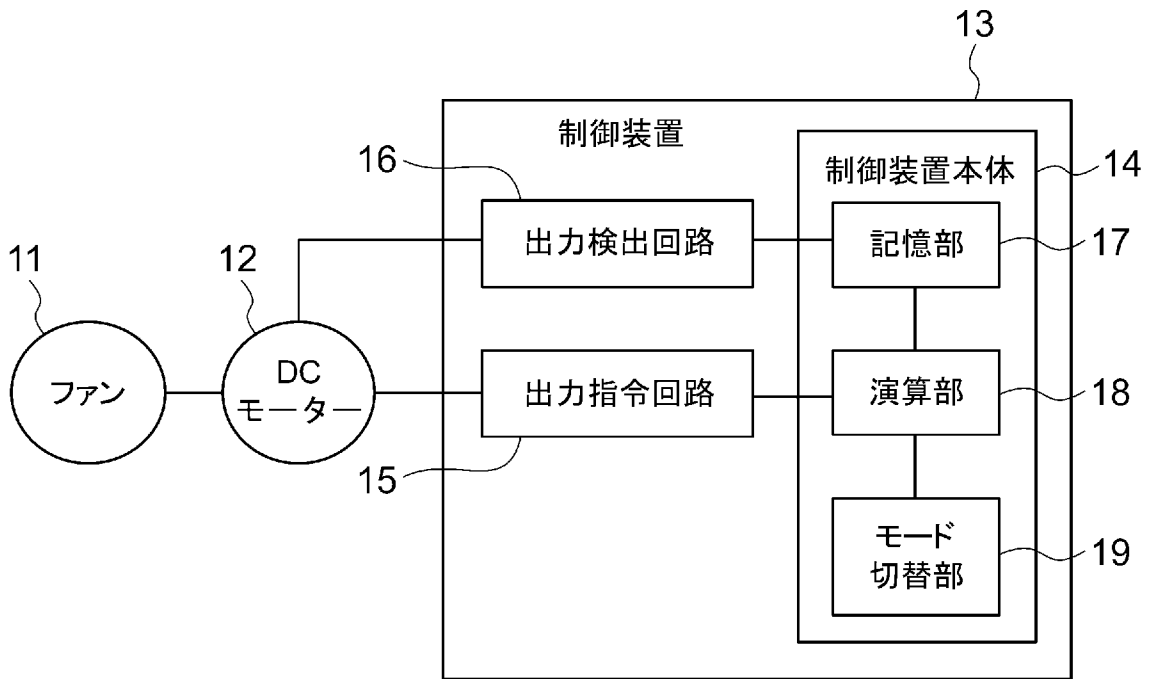 13
制御装置
16
制御装置本体
14
出力検出回路
記憶部
17
11
12
ファン
DC
モーター
出力指令回路
演算部
18
15
モード
切替部
19